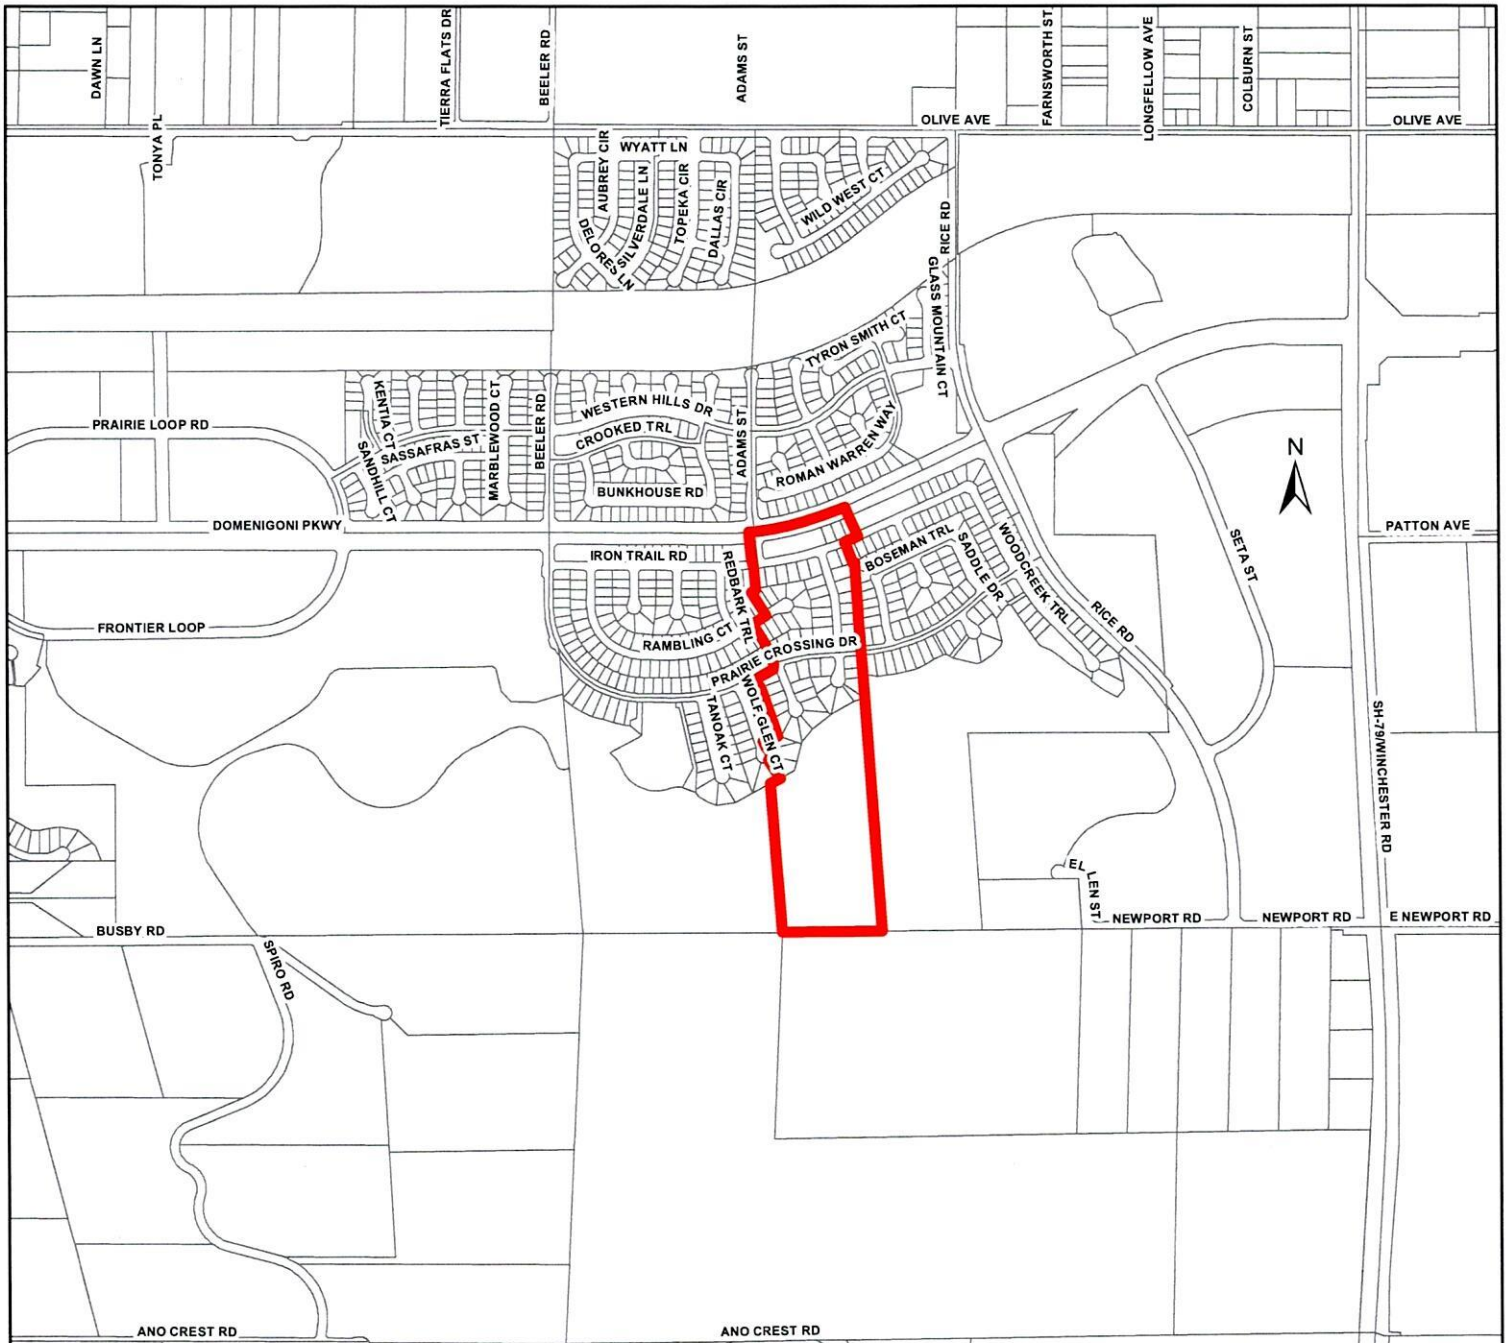 DAWN LN
TIERRA FLATS DR
BEELER RD
ADAMS ST
FARNSWORTH ST
LONGFELLOW AVE
COLBURN ST
TONYA PL
OLIVE AVE
OLIVE AVE
AUBREY CIR
WYATT LN
SILVERDALE LN
TOPEKA CIR
DALLAS CIR
DELORES LN
WILD WEST CT
RICE RD
GLASS MOUNTAIN CT
TYRON SMITH CT
KENTIA CT
MARBLEWOOD CT
BEELER RD
WESTERN HILLS DR
CROOKED TRL
ADAMS ST
PRAIRIE LOOP RD
SASSAFRAS ST
SANDHILL CT
BUNKHOUSE RD
ROMAN WARREN WAY
N
DOMENIGONI PKWY
PATTON AVE
IRON TRAIL RD
REDBARK TRL
BOSEMAN TRL
SADDLE DR
WOODCREEK TRL
SETA ST
RICE RD
FRONTIER LOOP
RAMBLING CT
PRAIRIE CROSSING DR
WOLF GLEN CT
TANOAK CT
SH-79/WINCHESTER RD
EL LEN ST
NEWPORT RD
NEWPORT RD
E NEWPORT RD
BUSBY RD
SPIRO RD
ANO CREST RD
ANO CREST RD